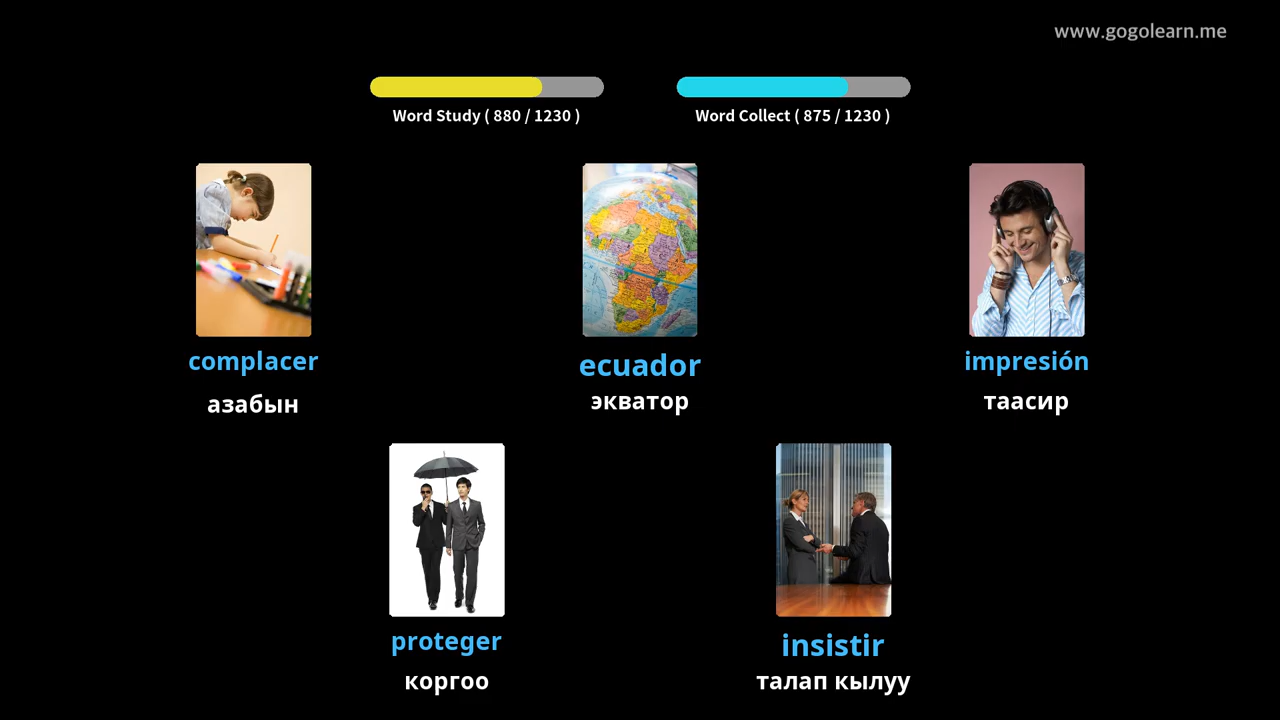 www.gogolearn.me
Word Study ( 880 / 1230 )
Word Collect ( 875 / 1230 )
complacer
азабын
ecuador
экватор
impresión
таасир
proteger
коргоо
insistir
талап кылуу